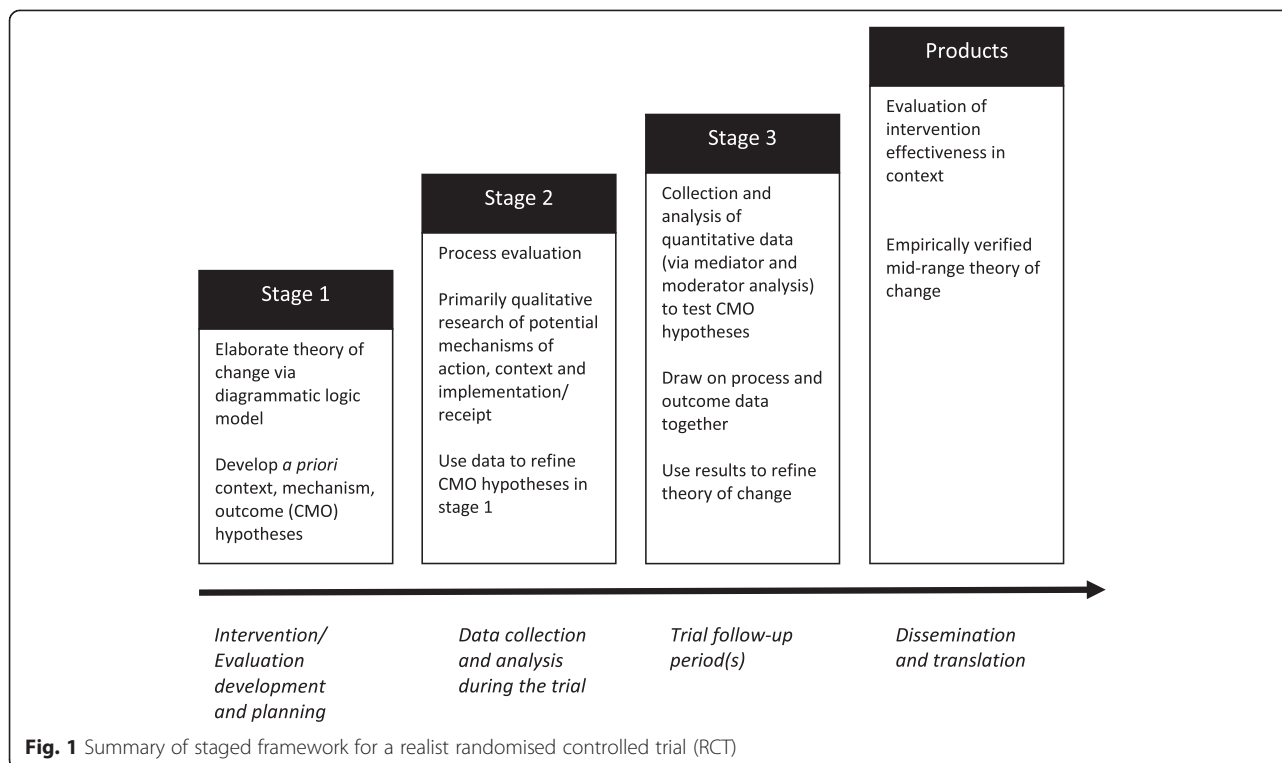 Stage 1
Elaborate theory of
change via
diagrammatic logic
model
Develop a priori
context, mechanism,
outcome (CMO)
hypotheses
Stage 2
Process evaluation
Primarily qualitative
research of potential
mechanisms of
action, context and
implementation/
receipt
Use data to refine
CMO hypotheses in
stage 1
Stage 3
Collection and
analysis of
quantitative data
(via mediator and
moderator analysis)
to test CMO
hypotheses
Draw on process and
outcome data
together
Use results to refine
theory of change
Products
Evaluation of
intervention
effectiveness in
context
Empirically verified
mid-range theory of
change
Intervention/
Evaluation
development
and planning
Data collection
and analysis
during the trial
Trial follow-up
period(s)
Dissemination
and translation
Fig. 1 Summary of staged framework for a realist randomised controlled trial (RCT)